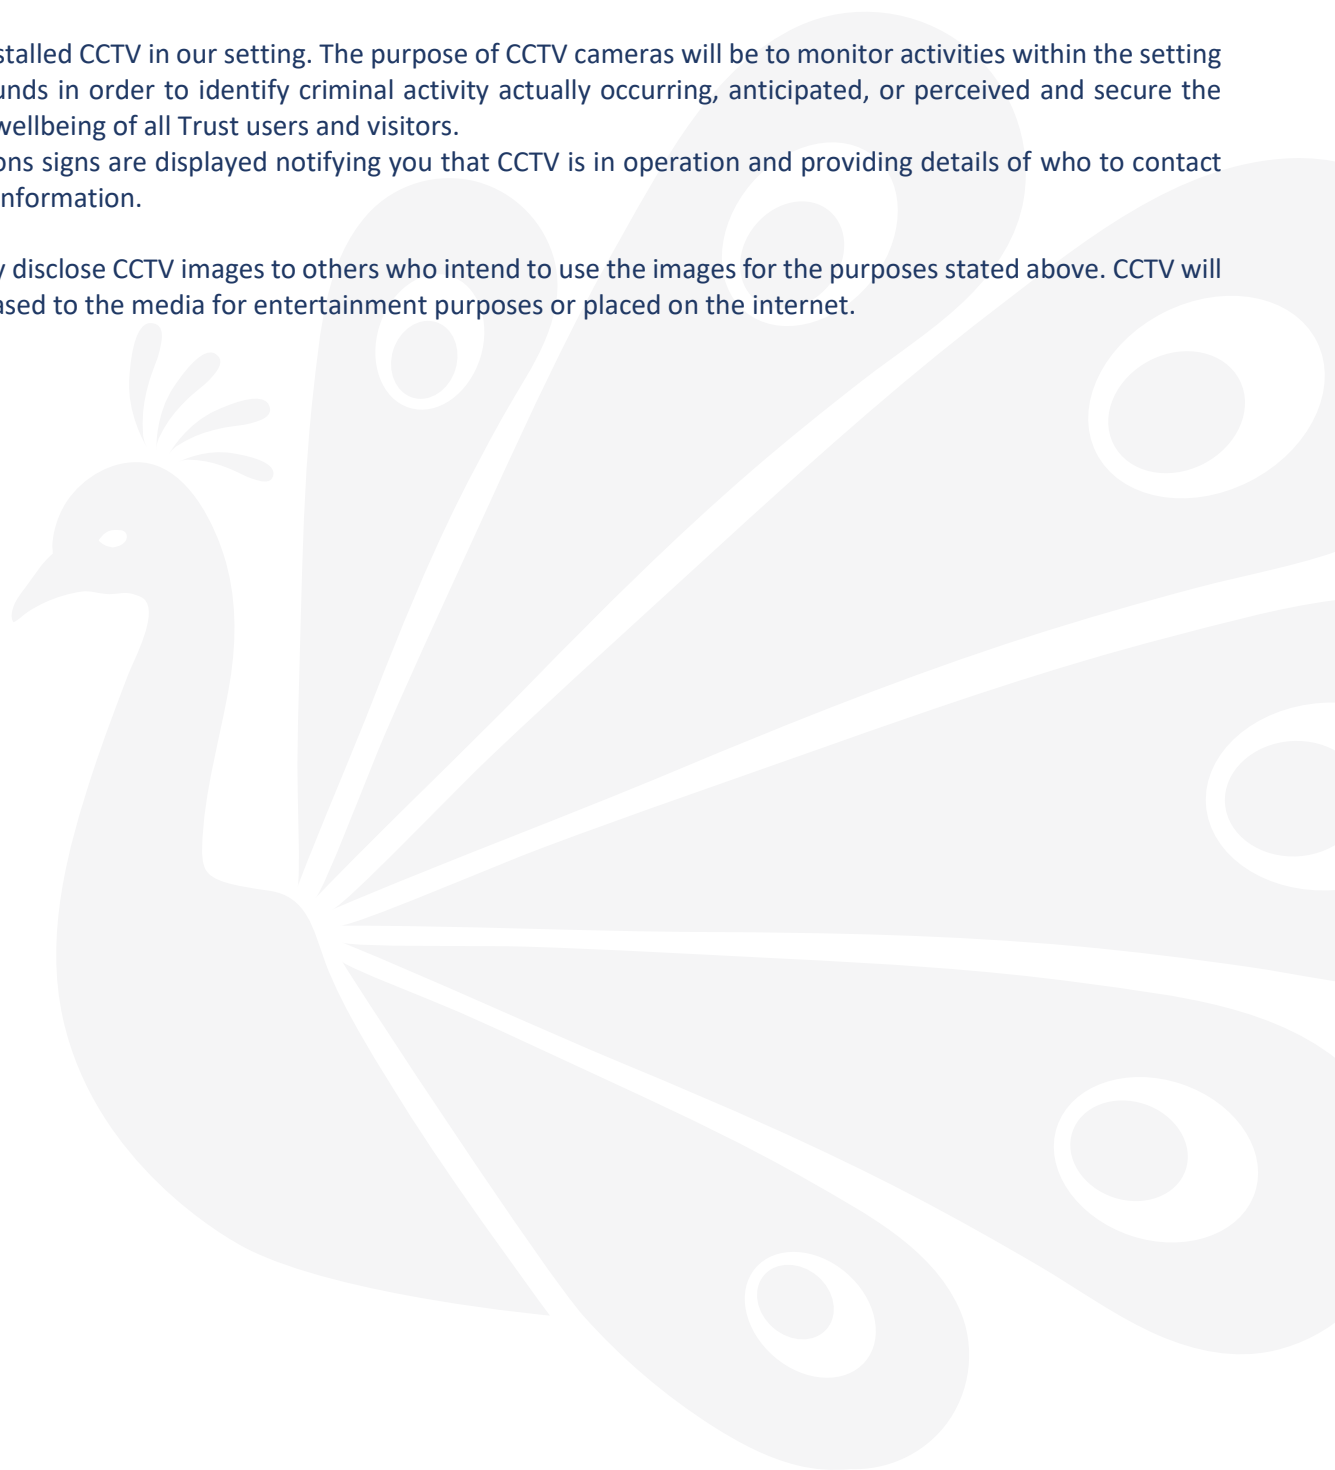 stalled CCTV in our setting. The purpose of CCTV cameras will be to monitor activities within the setting
unds in order to identify criminal activity actually occurring, anticipated, or perceived and secure the
wellbeing of all Trust users and visitors.
ons signs are displayed notifying you that CCTV is in operation and providing details of who to contact
nformation.
y disclose CCTV images to others who intend to use the images for the purposes stated above. CCTV will
ased to the media for entertainment purposes or placed on the internet.